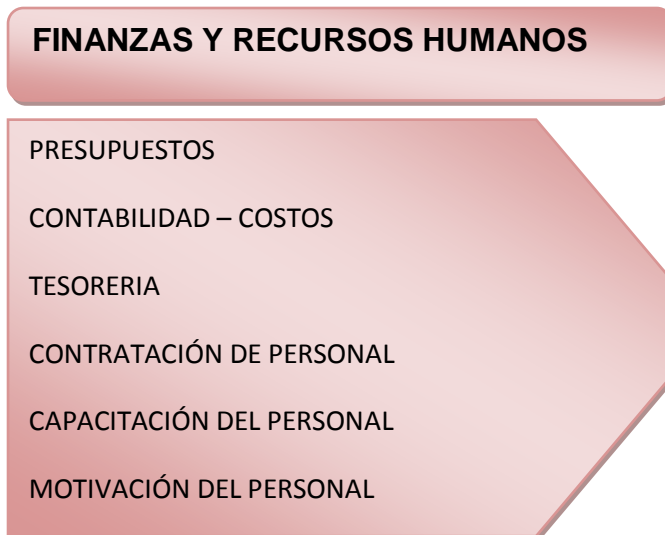 FINANZAS Y RECURSOS HUMANOS
PRESUPUESTOS
CONTABILIDAD – COSTOS
TESORERIA
CONTRATACIÓN DE PERSONAL
CAPACITACIÓN DEL PERSONAL
MOTIVACIÓN DEL PERSONAL